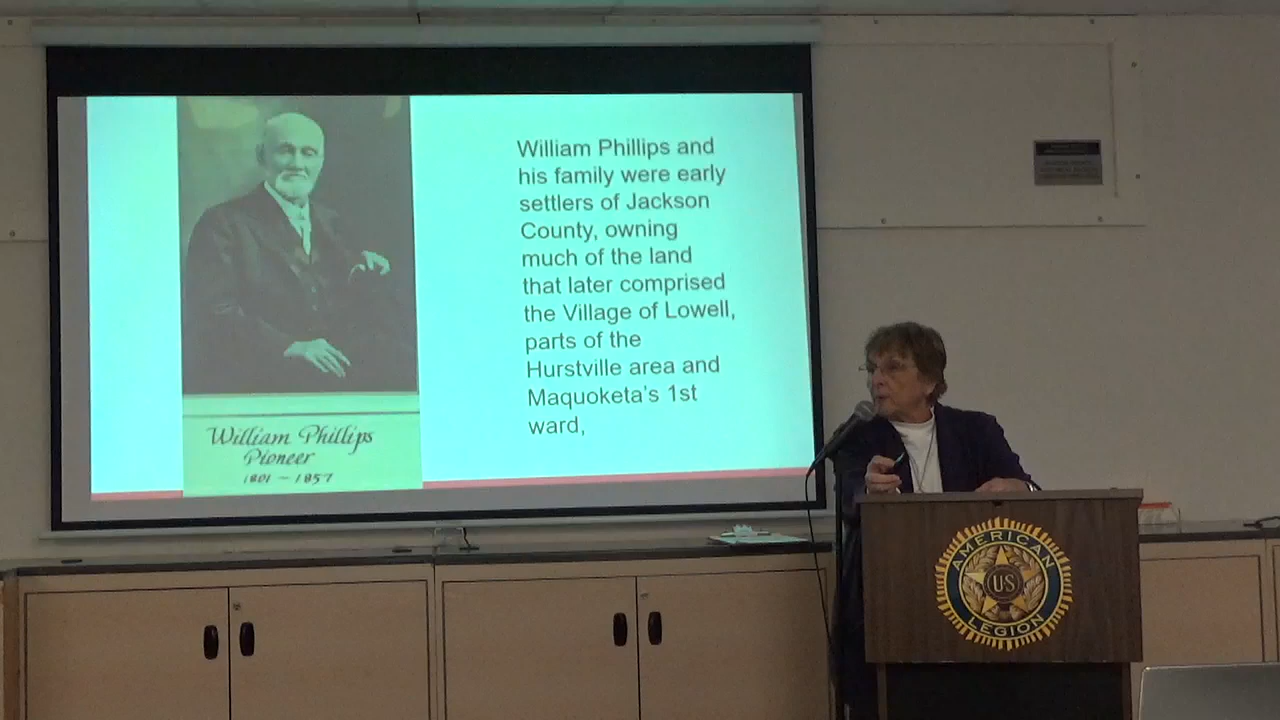 William Phillips and
his family were early
settlers of Jackson
County, owning
much of the land
that later comprised
the Village of Lowell,
parts of the
Hurstville area and
Maquoketa's 1st
ward,
William Phillips
Pioneer
1801 – 1857
AMERICAN
US
LEGION